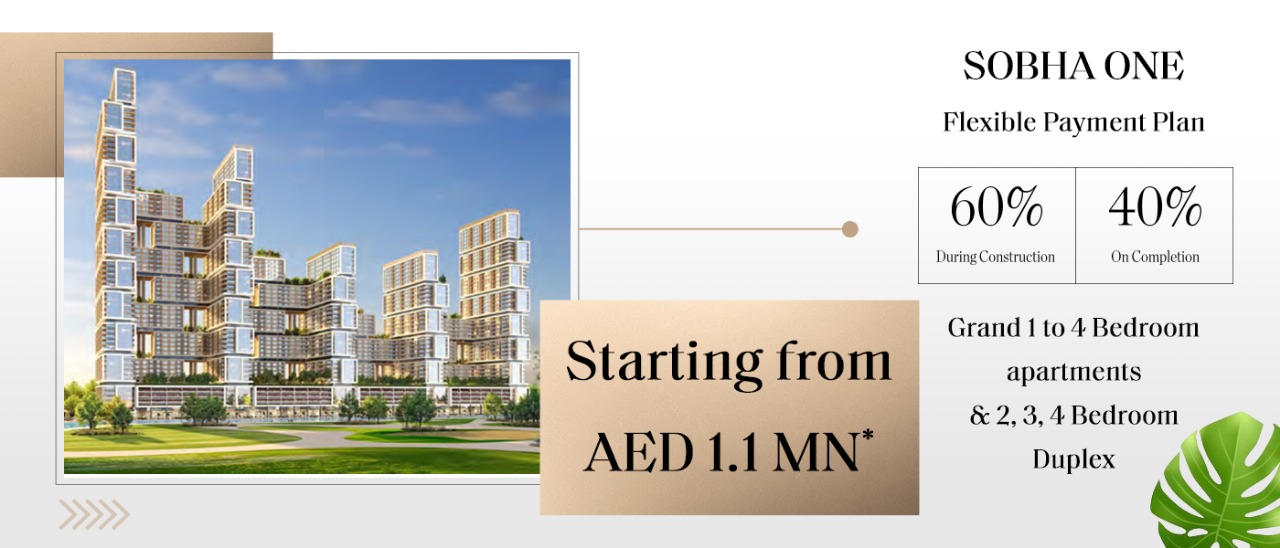 SOBHA ONE
Flexible Payment Plan
60%
During Construction
40%
On Completion
Starting from
AED 1.1 MN*
Grand 1 to 4 Bedroom
apartments
& 2, 3, 4 Bedroom
Duplex